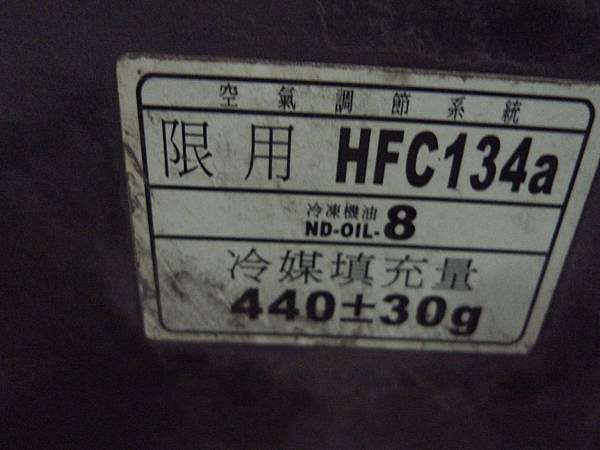 空氣調節系統
限用 HFC134a
冷凍機油
ND-OIL-8
冷媒填充量
440±30g